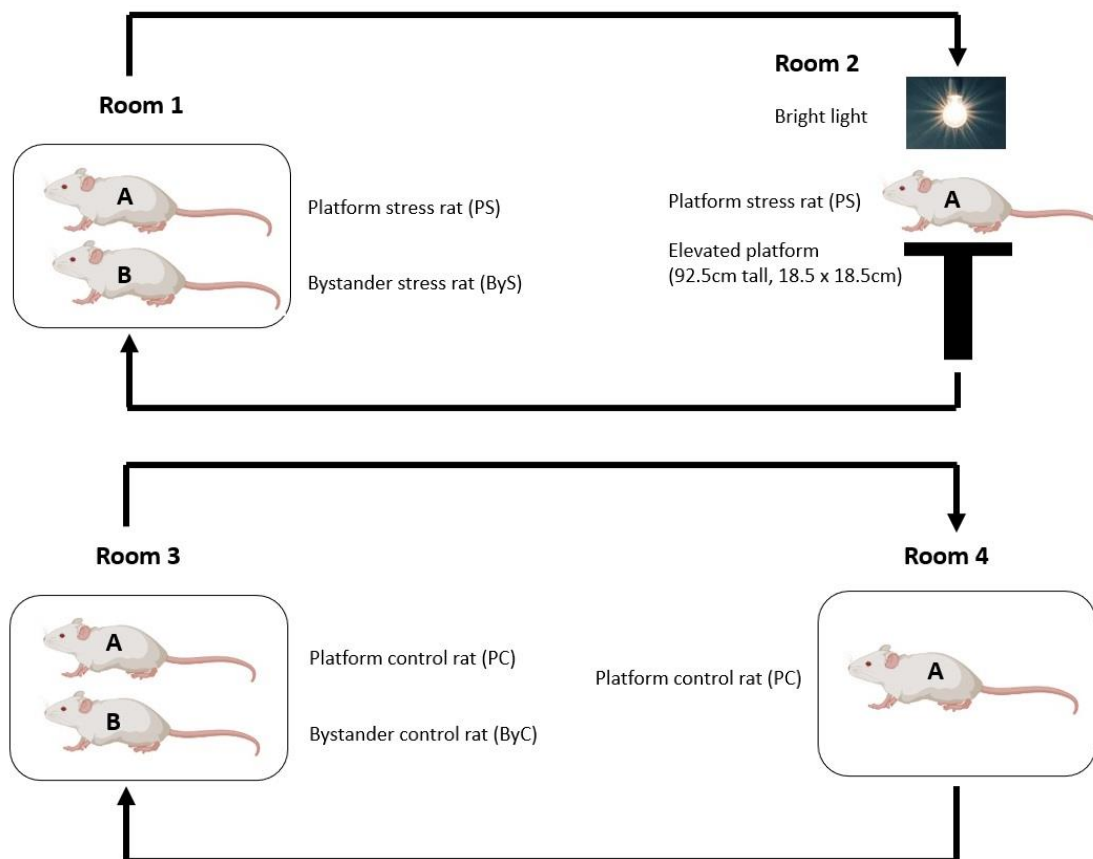 Room 1
Room 2
Bright light
A
Platform stress rat (PS)
B
Bystander stress rat (ByS)
Platform stress rat (PS)
A
Elevated platform
(92.5cm tall, 18.5 x 18.5cm)
Room 3
Room 4
A
Platform control rat (PC)
B
Bystander control rat (ByC)
Platform control rat (PC)
A